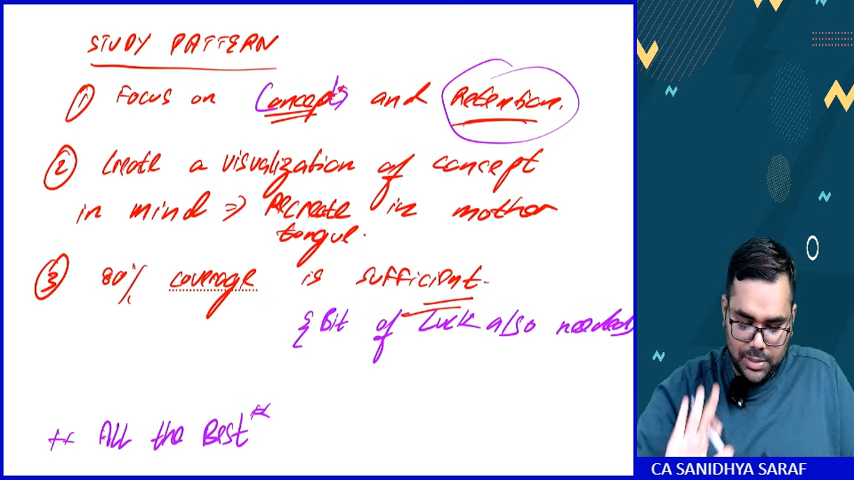 STUDY PATTERN
① Focus on Concepts and Retention.
② Create a visualization of concept
in mind ⇒ Recreate in mother
tongue.
③ 80% coverage is sufficient.
{ Bit of Luck also needed
** All the Best **
CA SANIDHYA SARAF